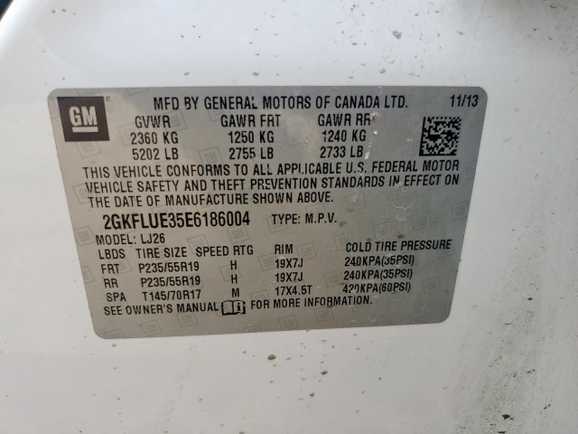 GM MFD BY GENERAL MOTORS OF CANADA LTD. 11/13
GVWR GAWR FRT GAWR RR
2360 KG 1250 KG 1240 KG
5202 LB 2755 LB 2733 LB
THIS VEHICLE CONFORMS TO ALL APPLICABLE U.S. FEDERAL MOTOR
VEHICLE SAFETY AND THEFT PREVENTION STANDARDS IN EFFECT ON
THE DATE OF MANUFACTURE SHOWN ABOVE.
2GKFLUE35E6186004 TYPE: M.P.V.
MODEL: LJ26
LBDS TIRE SIZE SPEED RTG RIM COLD TIRE PRESSURE
FRT P235/55R19 H 19X7J 240KPA(35PSI)
RR P235/55R19 H 19X7J 240KPA(35PSI)
SPA T145/70R17 M 17X4.5T 420KPA(60PSI)
SEE OWNER'S MANUAL FOR MORE INFORMATION.